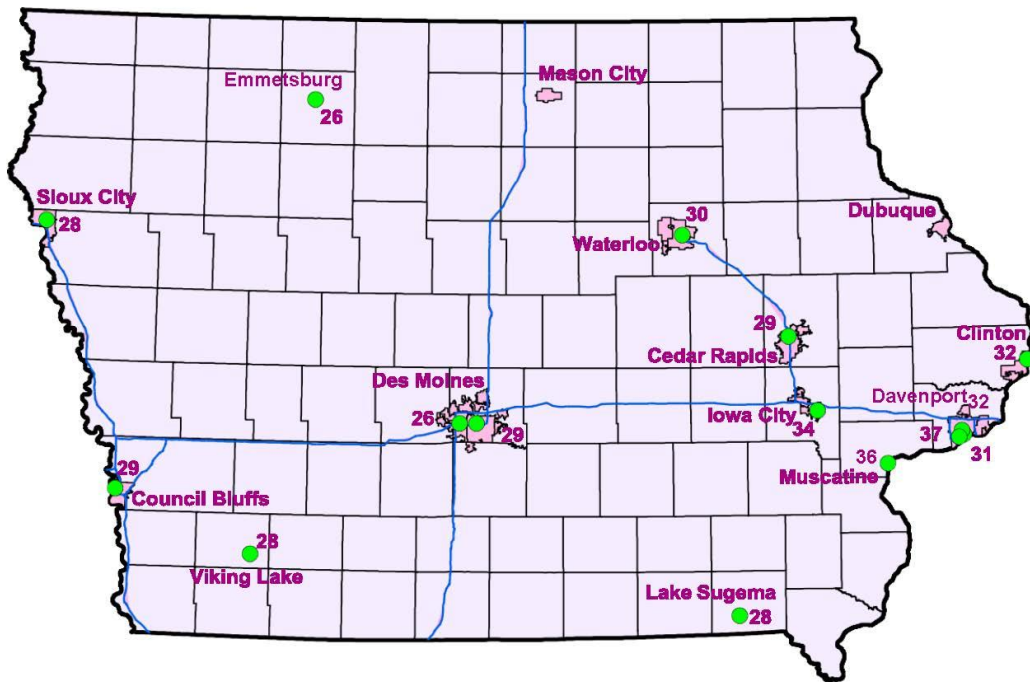 Emmetsburg
26
Mason City
Sioux City
28
30
Waterloo
Dubuque
29
Cedar Rapids
Clinton
32
Des Moines
26
29
Iowa City
34
Davenport
32
37
31
36
Muscatine
29
Council Bluffs
28
Viking Lake
Lake Sugema
28